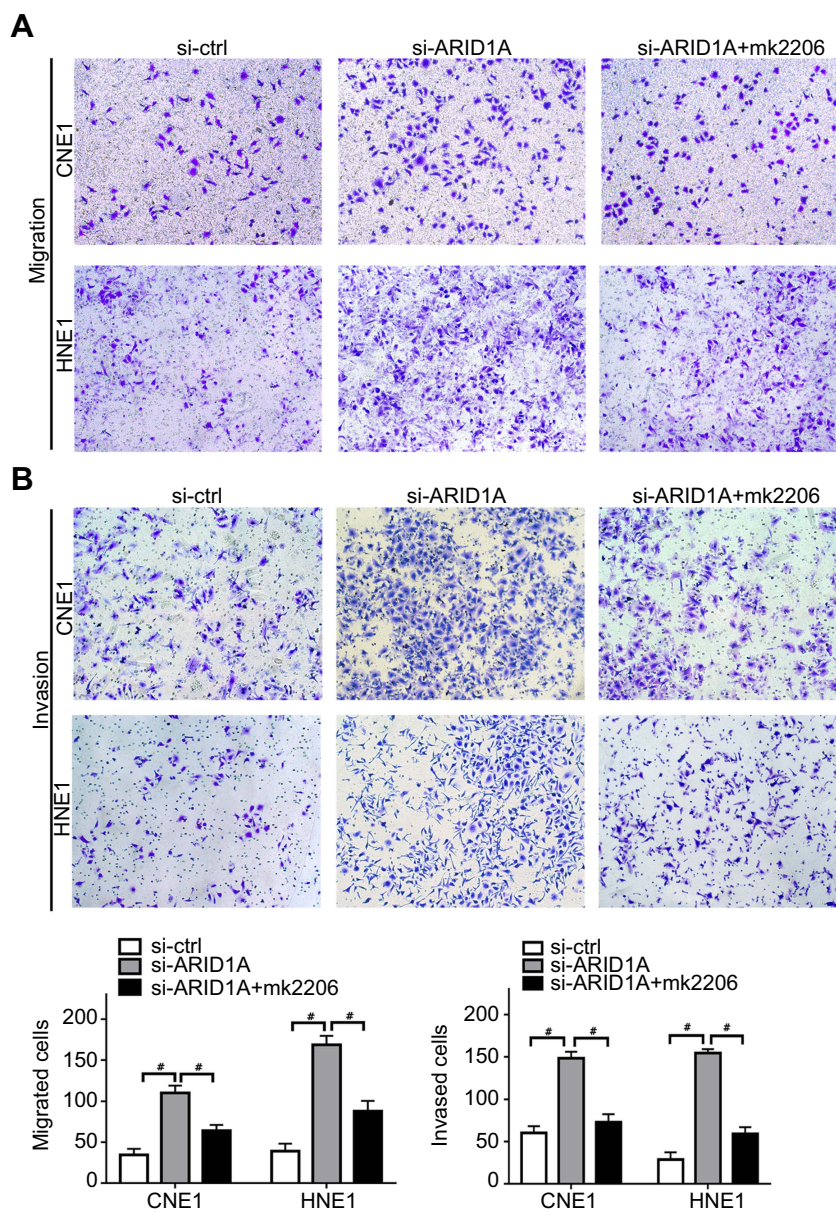 A
si-ctrl si-ARID1A si-ARID1A+mk2206
Migration
CNE1
HNE1
B
si-ctrl si-ARID1A si-ARID1A+mk2206
Invasion
CNE1
HNE1
si-ctrl
si-ARID1A
si-ARID1A+mk2206
Migrated cells
200
150
100
50
0
# # # #
CNE1 HNE1
si-ctrl
si-ARID1A
si-ARID1A+mk2206
Invased cells
200
150
100
50
0
# # # #
CNE1 HNE1